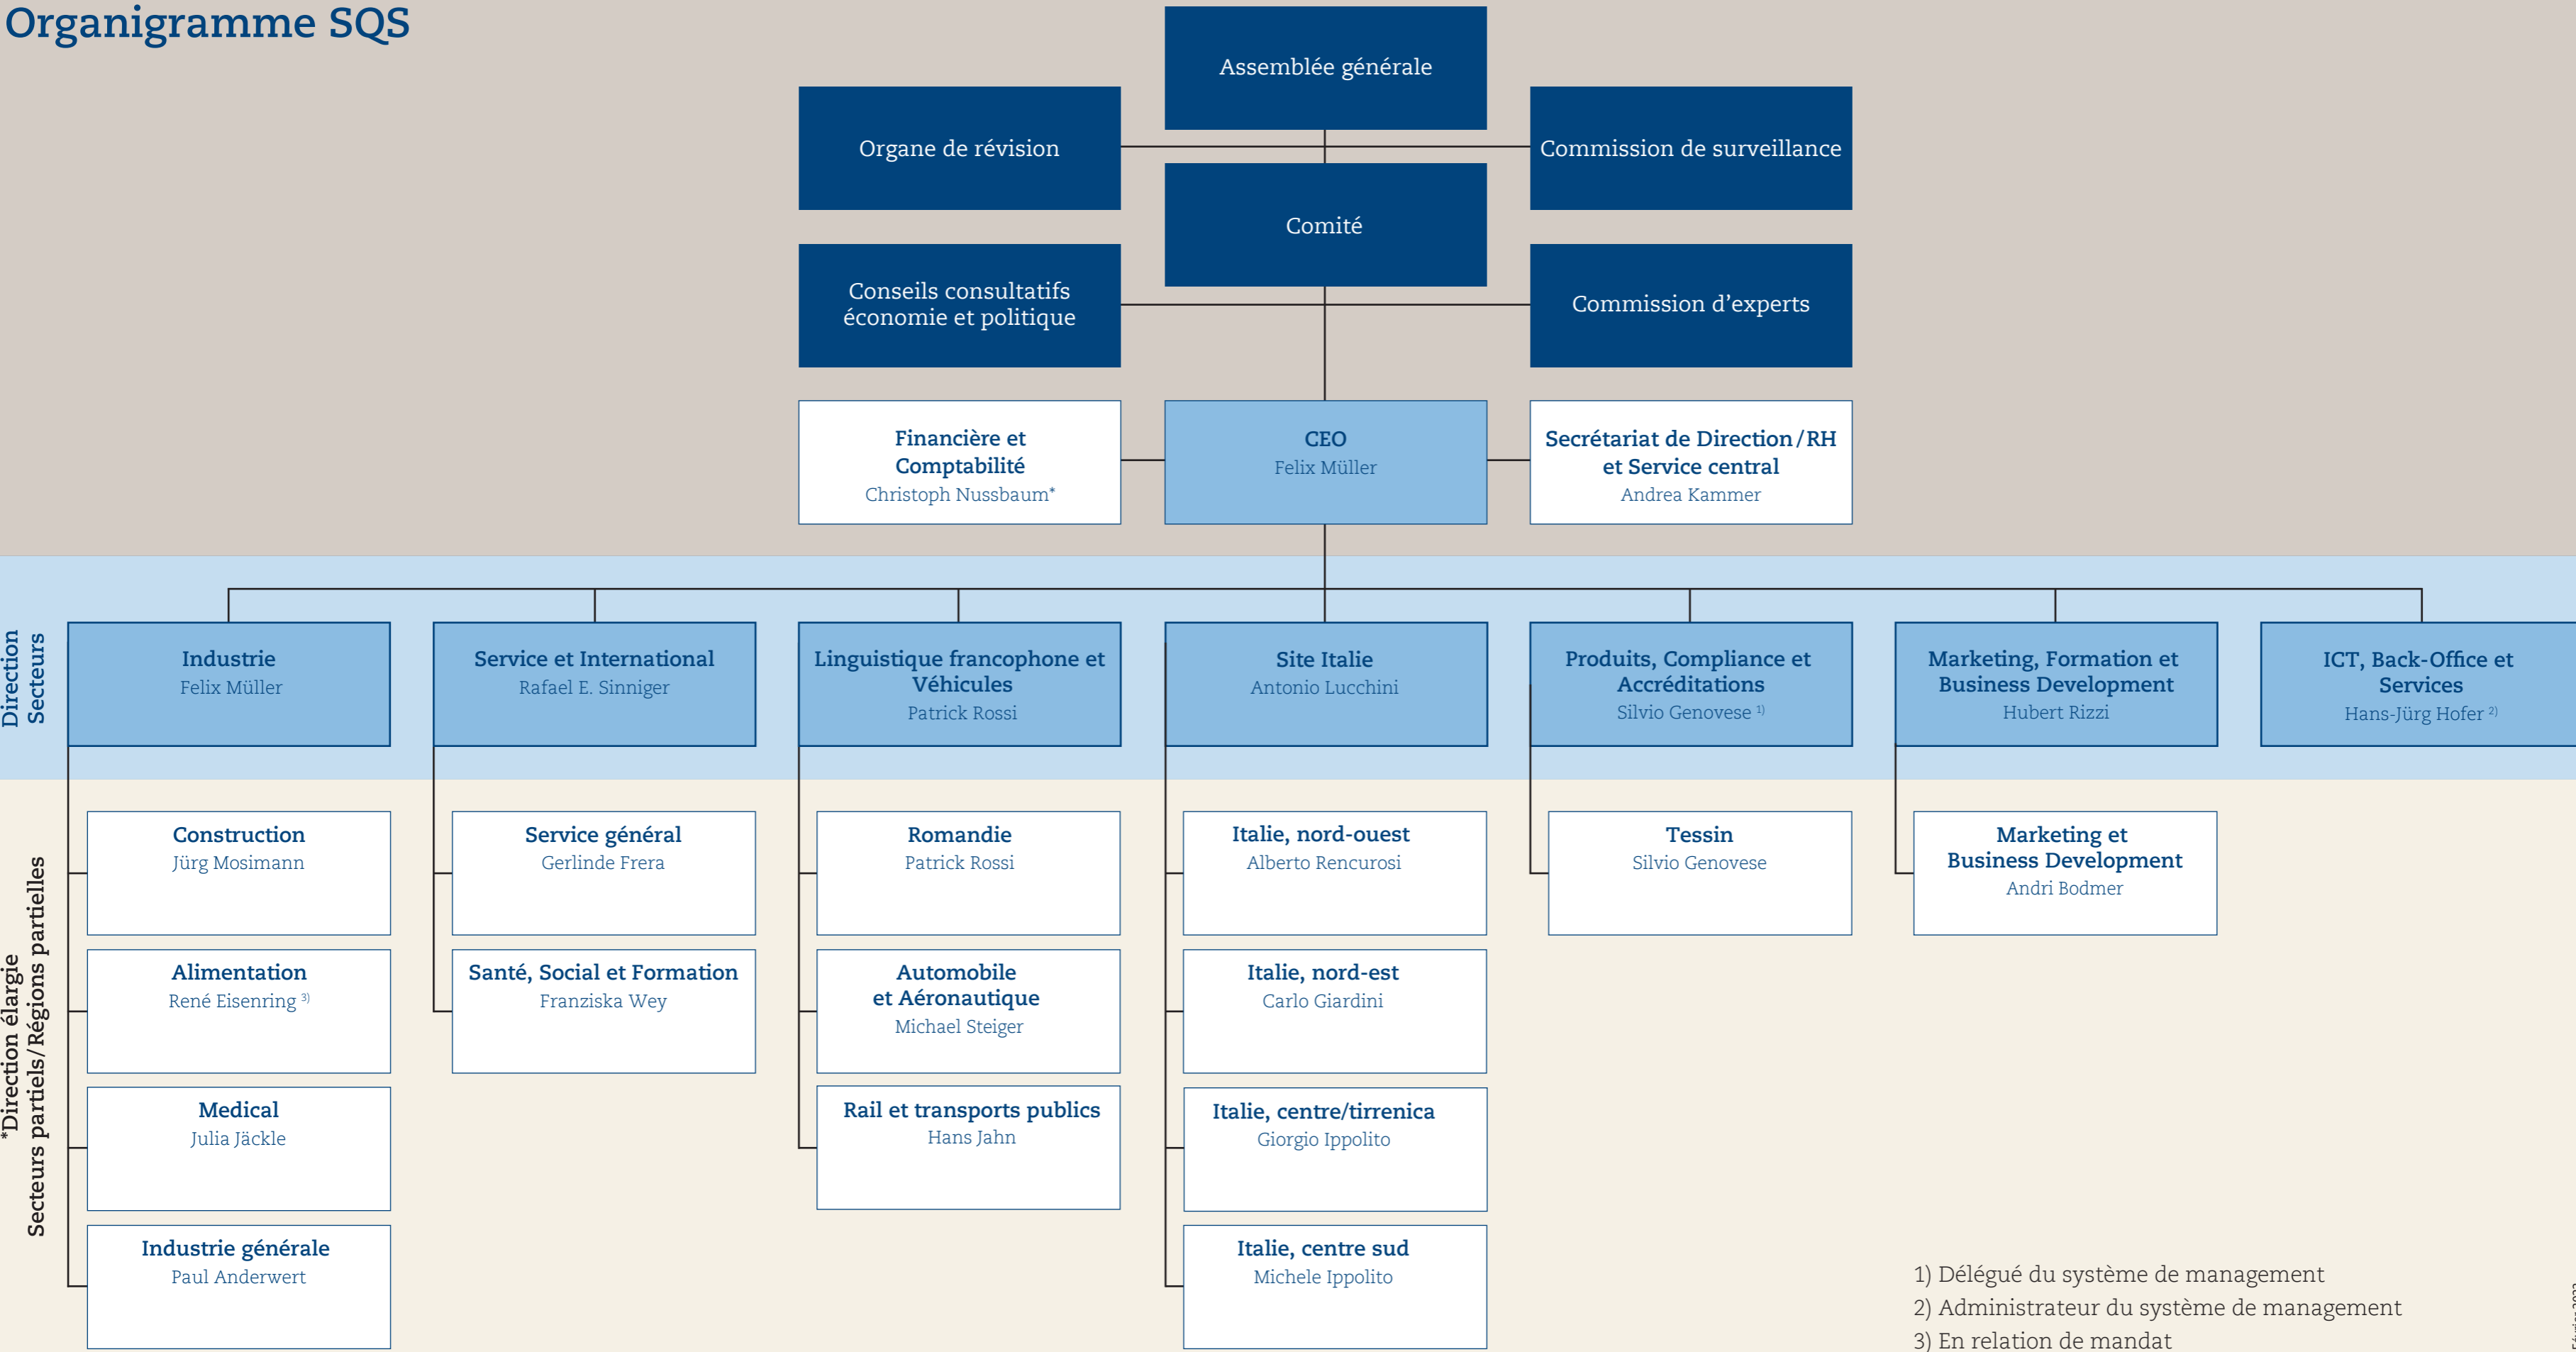 Organigramme SQS
Assemblée générale
Organe de révision
Commission de surveillance
Comité
Conseils consultatifs
économie et politique
Commission d’experts
Financière et
Comptabilité
Christoph Nussbaum*
CEO
Felix Müller
Secrétariat de Direction/RH
et Service central
Andrea Kammer
Direction
Secteurs
Industrie
Felix Müller
Service et International
Rafael E. Sinniger
Linguistique francophone et
Véhicules
Patrick Rossi
Site Italie
Antonio Lucchini
Produits, Compliance et
Accréditations
Silvio Genovese 1)
Marketing, Formation et
Business Development
Hubert Rizzi
ICT, Back-Office et
Services
Hans-Jürg Hofer 2)
*Direction élargie
Secteurs partiels/Régions partielles
Construction
Jürg Mosimann
Alimentation
René Eisenring 3)
Medical
Julia Jäckle
Industrie générale
Paul Anderwert
Service général
Gerlinde Frera
Santé, Social et Formation
Franziska Wey
Romandie
Patrick Rossi
Automobile
et Aéronautique
Michael Steiger
Rail et transports publics
Hans Jahn
Italie, nord-ouest
Alberto Rencurosi
Italie, nord-est
Carlo Giardini
Italie, centre/tirrenica
Giorgio Ippolito
Italie, centre sud
Michele Ippolito
Tessin
Silvio Genovese
Marketing et
Business Development
Andri Bodmer
1) Délégué du système de management
2) Administrateur du système de management
3) En relation de mandat